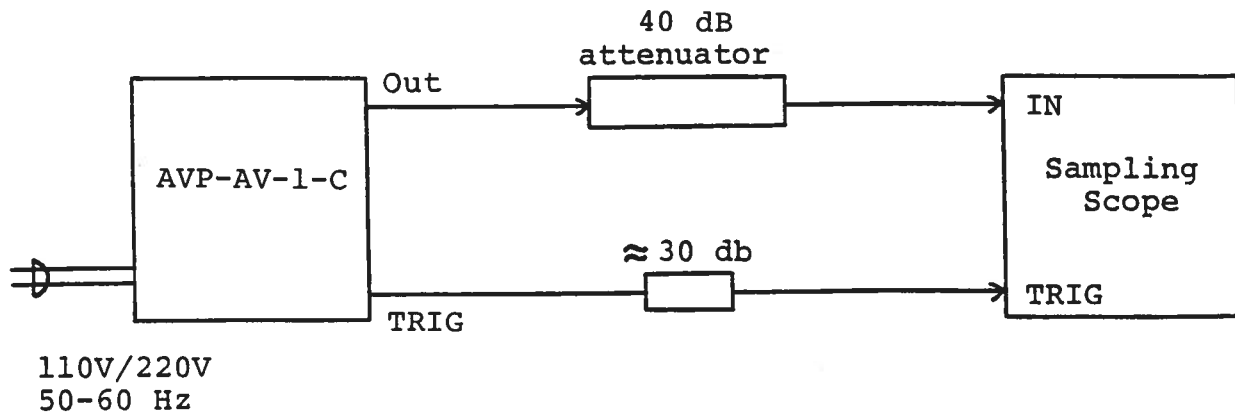 40 dB
attenuator
Out
IN
AVP-AV-1-C
Sampling
Scope
≈ 30 db
TRIG
TRIG
110V/220V
50-60 Hz